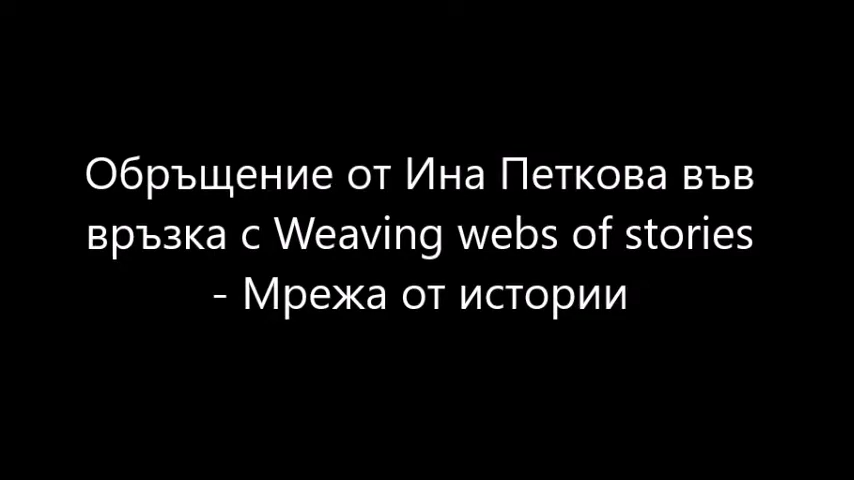 Обръщение от Ина Петкова във
връзка с Weaving webs of stories
- Мрежа от истории